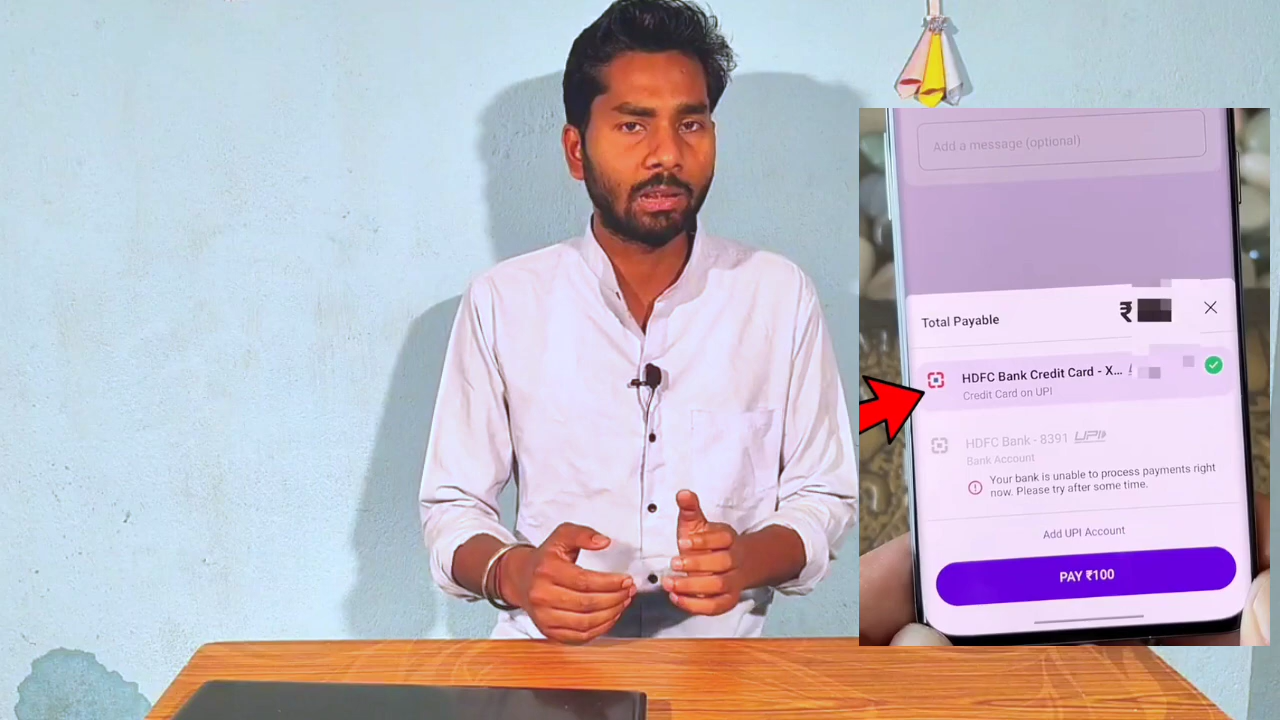 Add a message (optional)
Total Payable ₹
HDFC Bank Credit Card - X...
Credit Card on UPI
HDFC Bank - 8391 UPI
Bank Account
Your bank is unable to process payments right
now. Please try after some time.
Add UPI Account
PAY ₹100